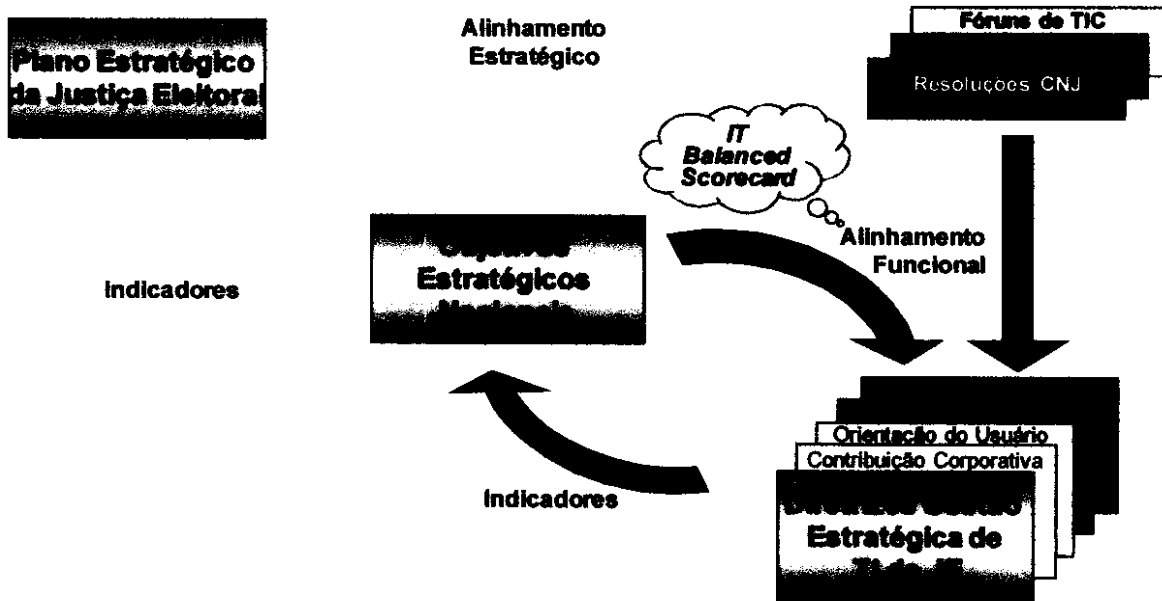 Alinhamento
Estratégico
Fóruns de TIC
Plano Estratégico
da Justiça Eleitoral
Resoluções CNJ
IT
Balanced
Scorecard
Alinhamento
Funcional
Estratégicos
Indicadores
Orientação do Usuário
Contribuição Corporativa
Indicadores
Estratégica de